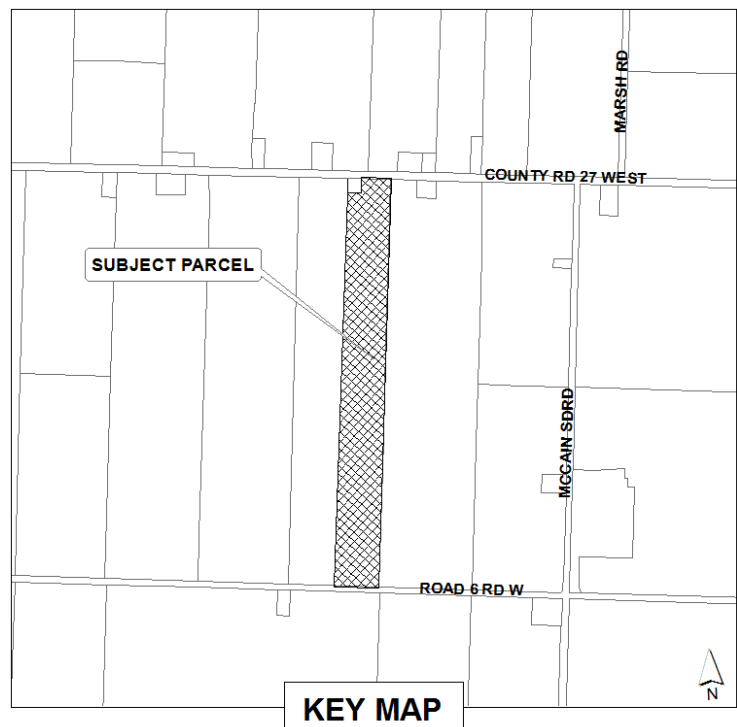 MARSH RD
COUNTY RD 27 WEST
SUBJECT PARCEL
MCCAIN SDRD
ROAD 6 RD W
N
KEY MAP